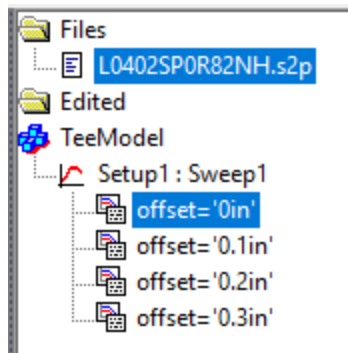 Files
L0402SP0R82NH.s2p
Edited
TeeModel
Setup1 : Sweep1
offset='0in'
offset='0.1in'
offset='0.2in'
offset='0.3in'